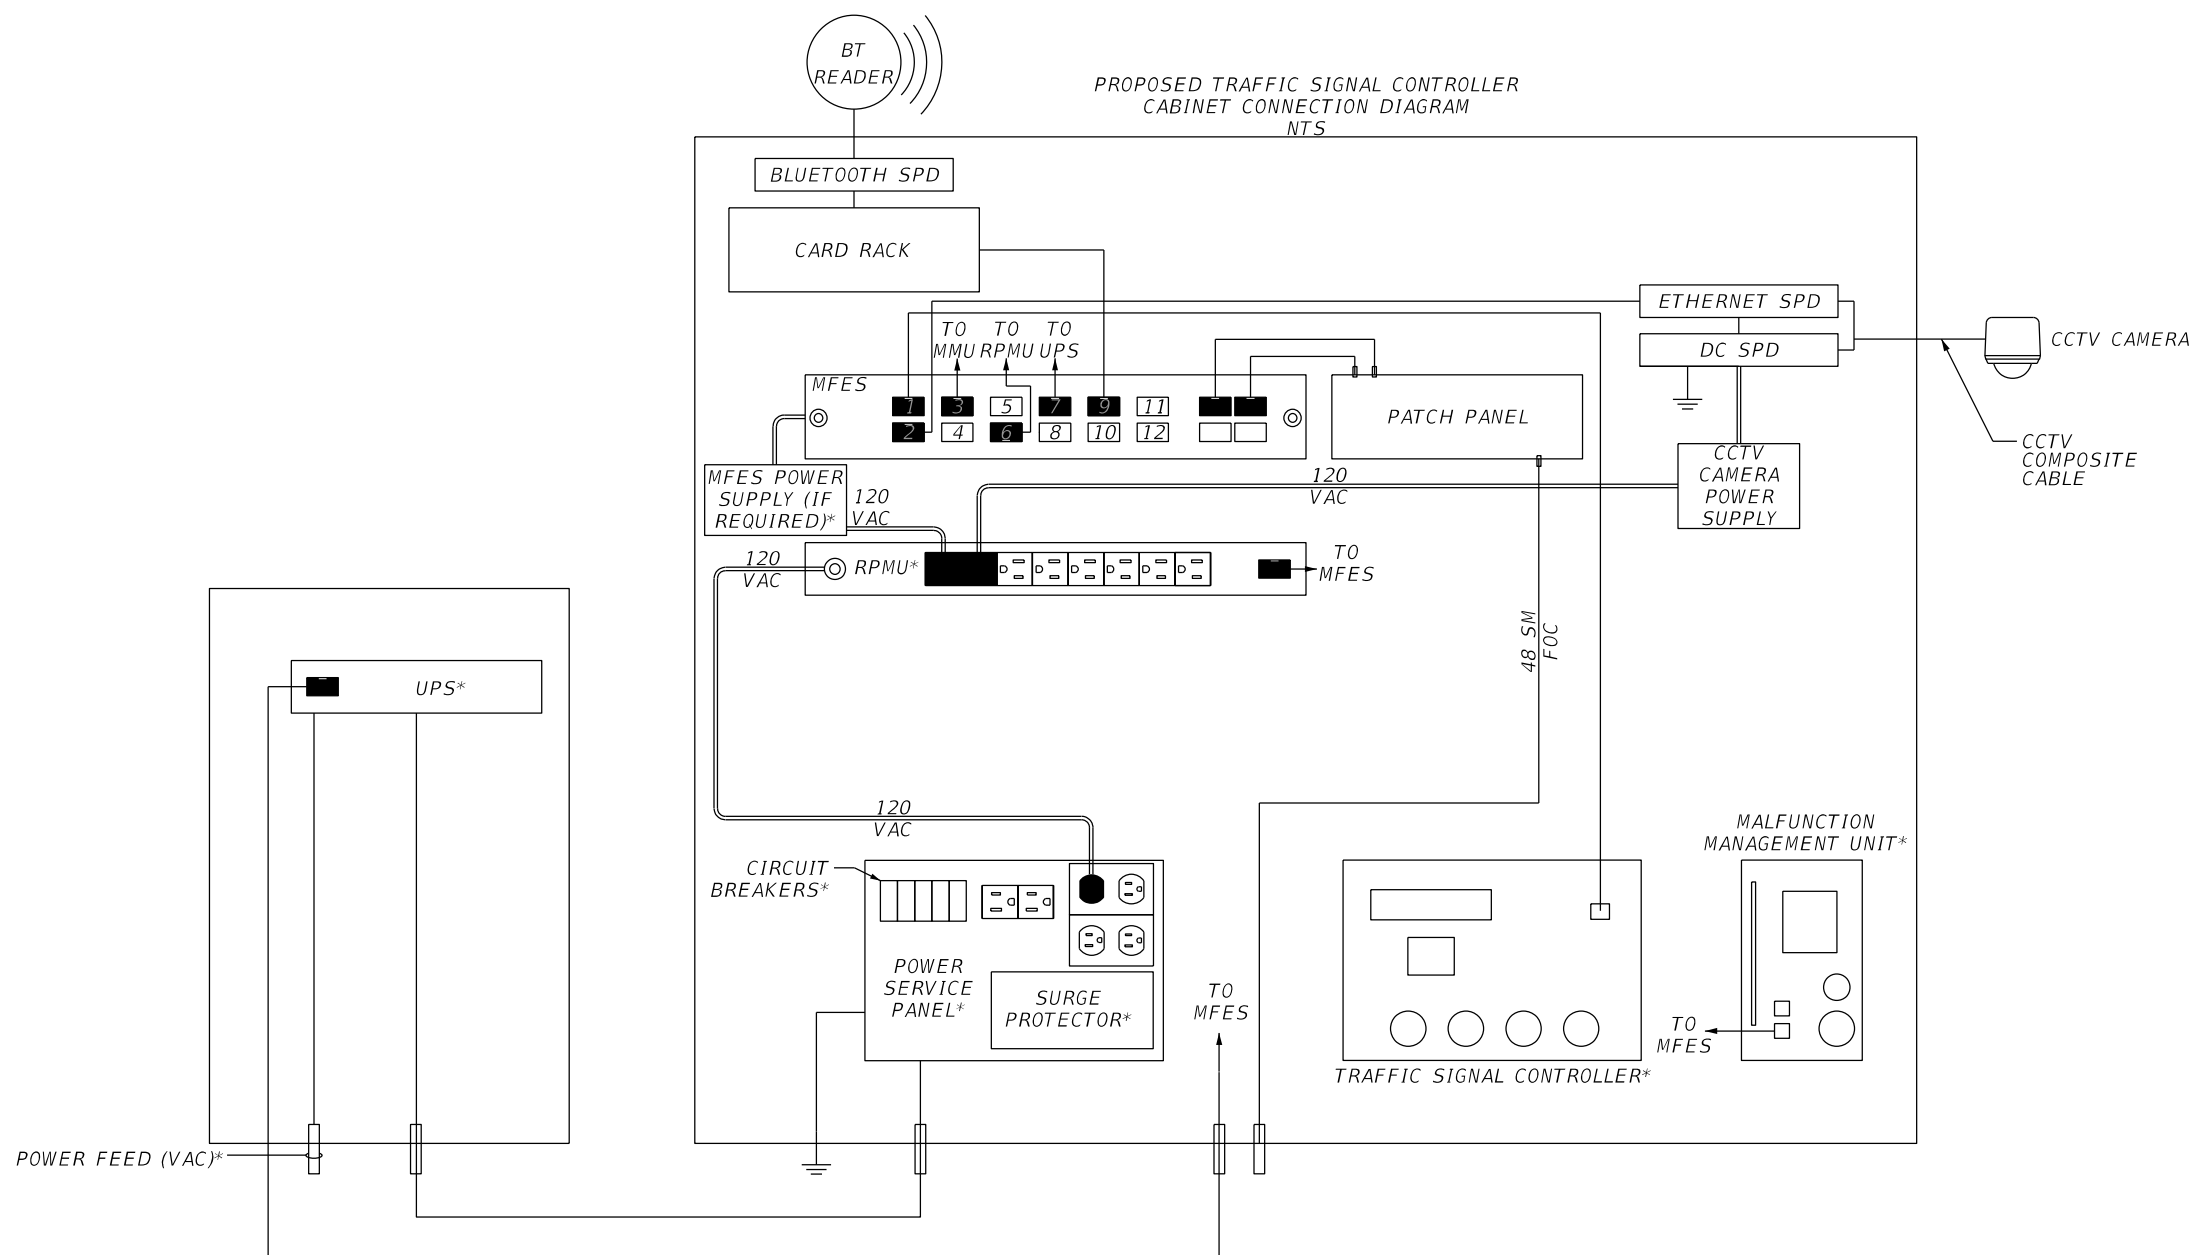 BT
READER
PROPOSED TRAFFIC SIGNAL CONTROLLER
CABINET CONNECTION DIAGRAM
NTS
BLUETOOTH SPD
CARD RACK
ETHERNET SPD
DC SPD
CCTV CAMERA
TO
MMU
TO
RPMU
TO
UPS
MFES
1
3
5
7
9
11
2
4
6
8
10
12
PATCH PANEL
CCTV
COMPOSITE
CABLE
CCTV
CAMERA
POWER
SUPPLY
MFES POWER
SUPPLY (IF
REQUIRED)*
120
VAC
120
VAC
120
VAC
RPMU*
TO
MFES
48 SM
FOC
UPS*
120
VAC
CIRCUIT
BREAKERS*
POWER
SERVICE
PANEL*
SURGE
PROTECTOR*
TO
MFES
MALFUNCTION
MANAGEMENT UNIT*
TO
MFES
TRAFFIC SIGNAL CONTROLLER*
POWER FEED (VAC)*